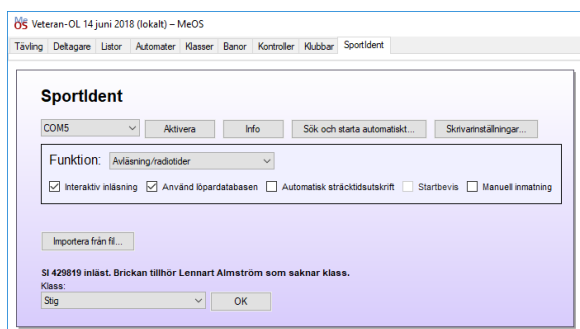 MeOS Veteran-OL 14 juni 2018 (lokalt) – MeOS
Tävling Deltagare Listor Automater Klasser Banor Kontroller Klubbar SportIdent
SportIdent
COM5 Aktivera Info Sök och starta automatiskt... Skrivarinställningar...
Funktion: Avläsning/radiotider
Interaktiv inläsning Använd löpardatabasen Automatisk sträcktidsutskrift Startbevis Manuell inmatning
Importera från fil...
SI 429819 inläst. Brickan tillhör Lennart Almström som saknar klass.
Klass:
Stig OK